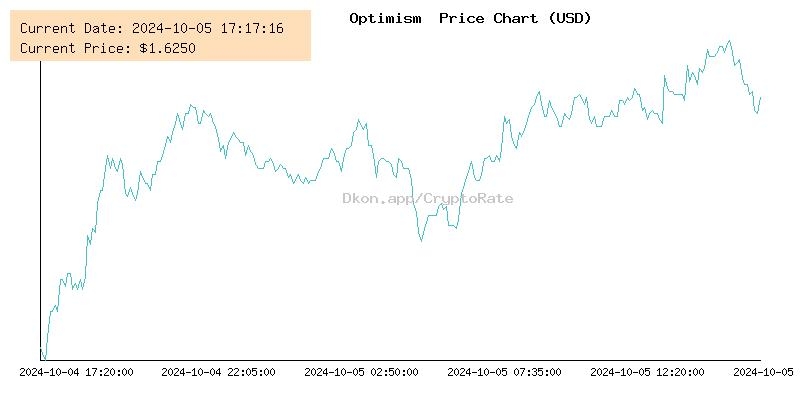 Optimism  Price Chart (USD)
Current Date: 2024-10-05 17:17:16
Current Price: $1.6250
Dkon.app/CryptoRate
2024-10-04 17:20:00 2024-10-04 22:05:00 2024-10-05 02:50:00 2024-10-05 07:35:00 2024-10-05 12:20:00 2024-10-05